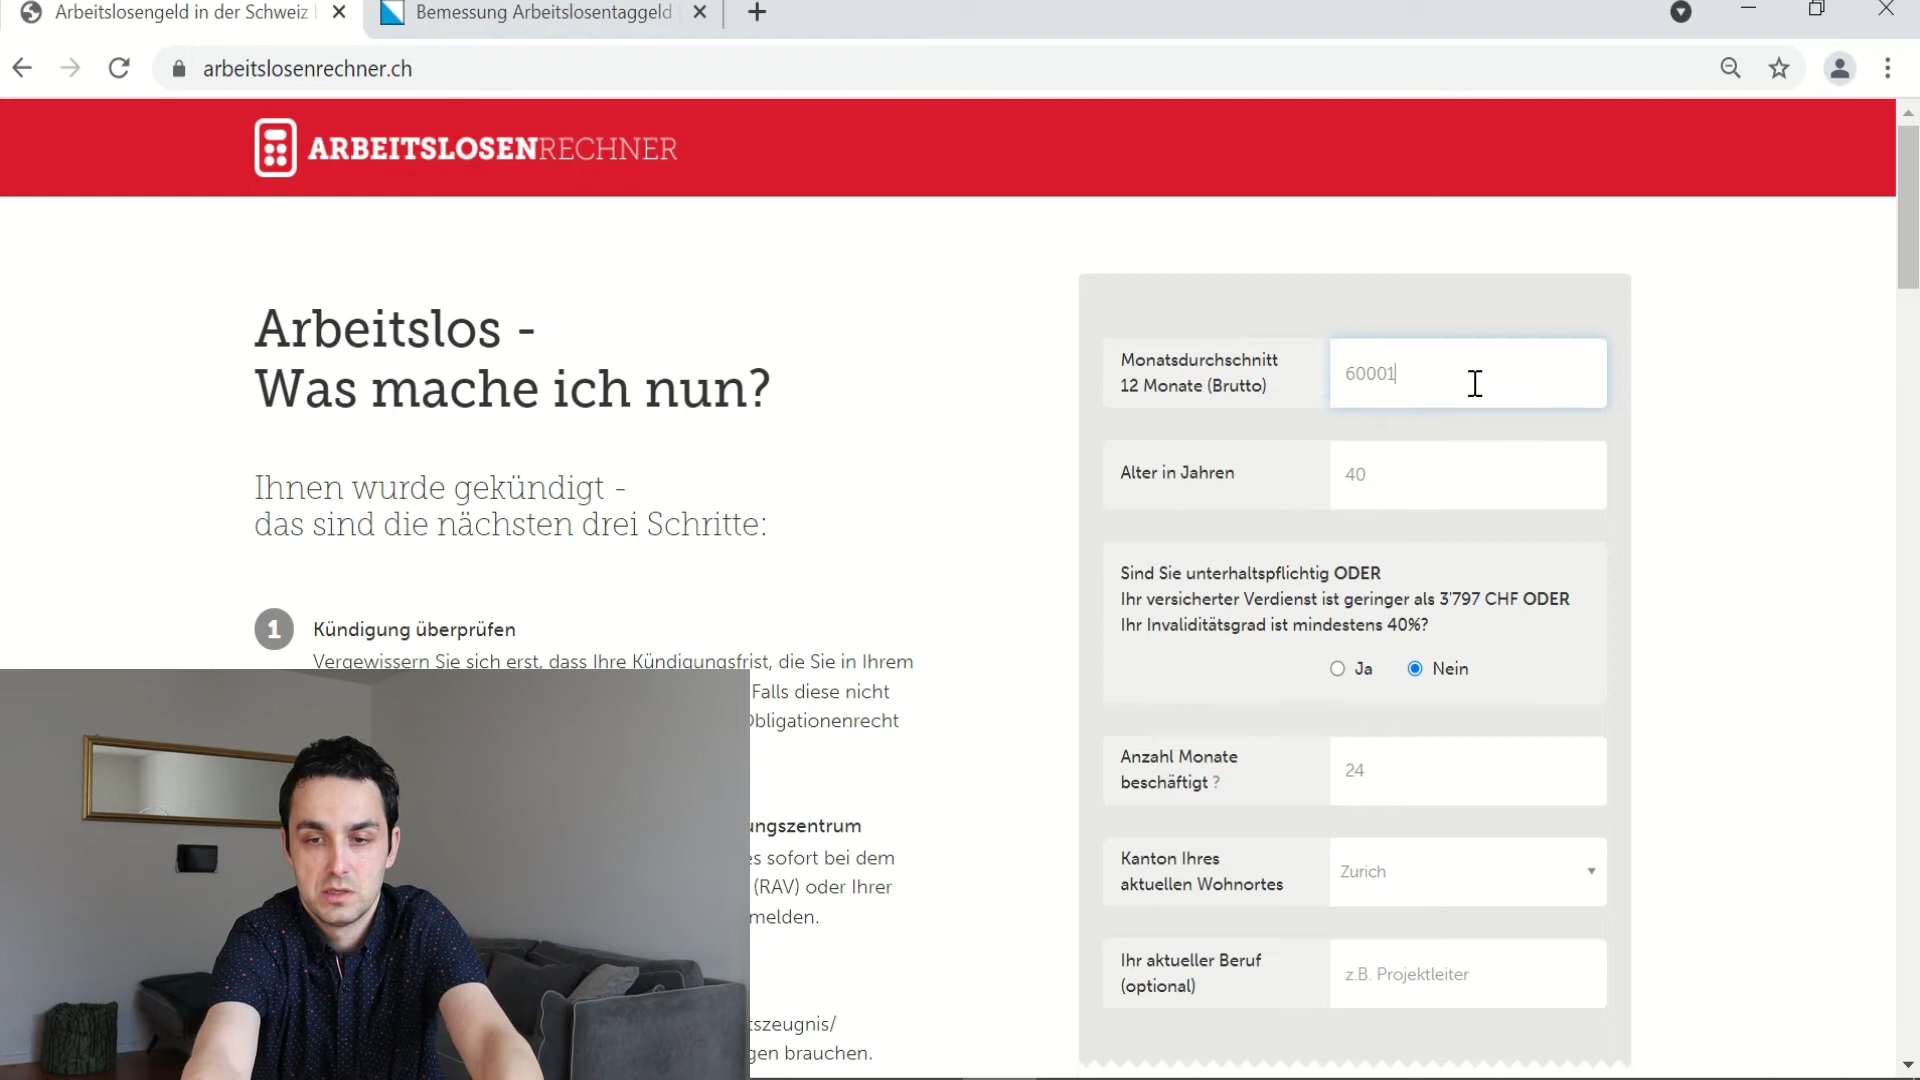 Arbeitslosengeld in der Schweiz
Bemessung Arbeitslosentaggeld
arbeitslosenrechner.ch
ARBEITSLOSENRECHNER
Arbeitslos -
Was mache ich nun?
Ihnen wurde gekündigt -
das sind die nächsten drei Schritte:
1 Kündigung überprüfen
Vergewissern Sie sich erst, dass Ihre Kündigungsfrist, die Sie in Ihrem
Falls diese nicht
Obligationenrecht
ungszentrum
es sofort bei dem
(RAV) oder Ihrer
melden.
tszeugnis/
gen brauchen.
Monatsdurchschnitt
12 Monate (Brutto)
60001
Alter in Jahren
40
Sind Sie unterhaltspflichtig ODER
Ihr versicherter Verdienst ist geringer als 3'797 CHF ODER
Ihr Invaliditätsgrad ist mindestens 40%?
Ja Nein
Anzahl Monate
beschäftigt ?
24
Kanton Ihres
aktuellen Wohnortes
Zurich
Ihr aktueller Beruf
(optional)
z.B. Projektleiter